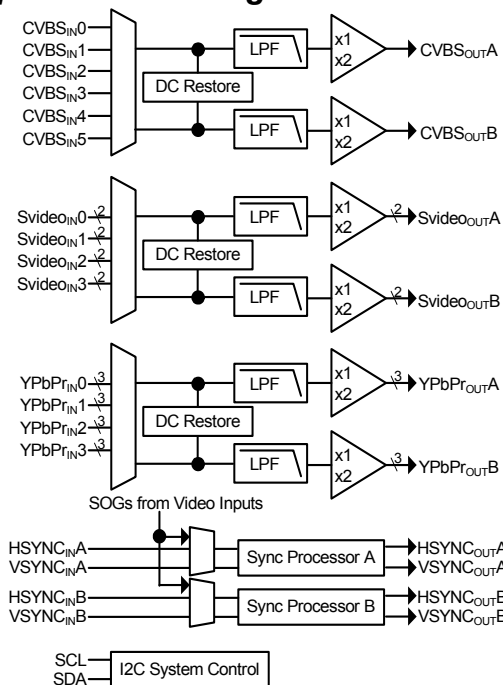 CVBSIN0
CVBSIN1
CVBSIN2
CVBSIN3
CVBSIN4
CVBSIN5
DC Restore
LPF
x1
x2
CVBSOUTA
LPF
x1
x2
CVBSOUTB
SvideoIN0 2
SvideoIN1 2
SvideoIN2 2
SvideoIN3 2
DC Restore
LPF
x1
x2
2 SvideoOUTA
LPF
x1
x2
2 SvideoOUTB
YPbPrIN0 3
YPbPrIN1 3
YPbPrIN2 3
YPbPrIN3 3
DC Restore
LPF
x1
x2
3 YPbPrOUTA
LPF
x1
x2
3 YPbPrOUTB
SOGs from Video Inputs
HSYNCINA
VSYNCINA
Sync Processor A
HSYNCOUTA
VSYNCOUTA
HSYNCINB
VSYNCINB
Sync Processor B
HSYNCOUTB
VSYNCOUTB
SCL
SDA
I2C System Control